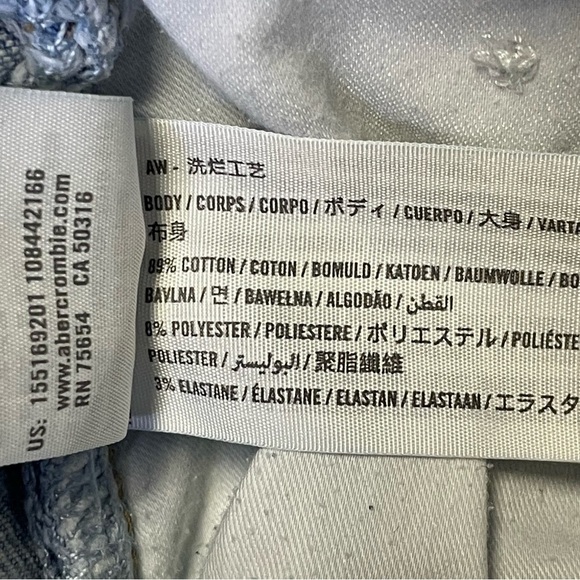 US: 155169201 108442166
www.abercrombie.com
RN 75654 CA 50316
AW - 洗烂工艺
BODY / CORPS / CORPO / ボディ / CUERPO / 大身 / VARTA
布身
89% COTTON / COTON / BOMULD / KATOEN / BAUMWOLLE / BO
BAVLNA / 면 / BAWEŁNA / ALGODÃO / القطن
8% POLYESTER / POLIESTERE / ポリエステル / POLIÉSTE
POLIESTER / البوليستر / 聚脂纖維
3% ELASTANE / ÉLASTANE / ELASTAN / ELASTAAN / エラスタ